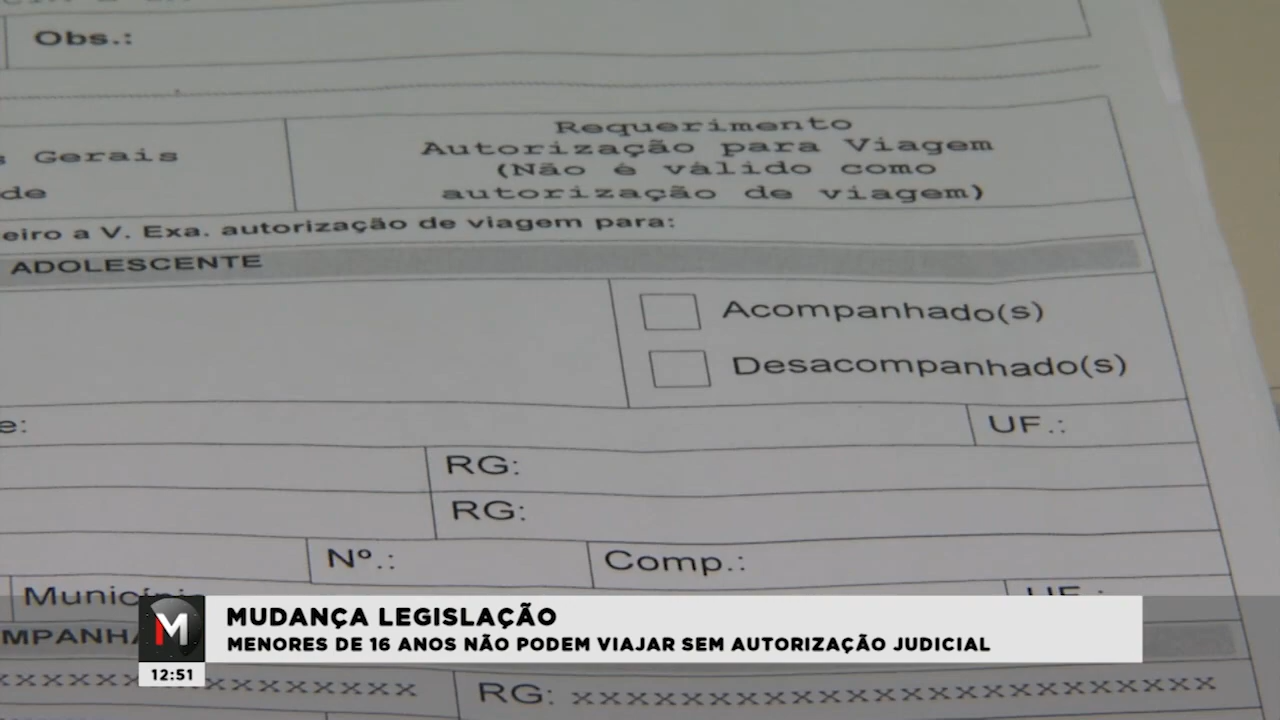 Obs.:
Requerimento
Autorização para Viagem
s Gerais
(Não é válido como
de
autorização de viagem)
eiro a V. Exa. autorização de viagem para:
ADOLESCENTE
Acompanhado(s)
Desacompanhado(s)
e:
UF.:
RG:
RG:
Nº.:
Comp.:
UF.:
MUDANÇA LEGISLAÇÃO
MENORES DE 16 ANOS NÃO PODEM VIAJAR SEM AUTORIZAÇÃO JUDICIAL
M
12:51
RG: xxxxxxxxxxxxxxxxxxxxxxxxx